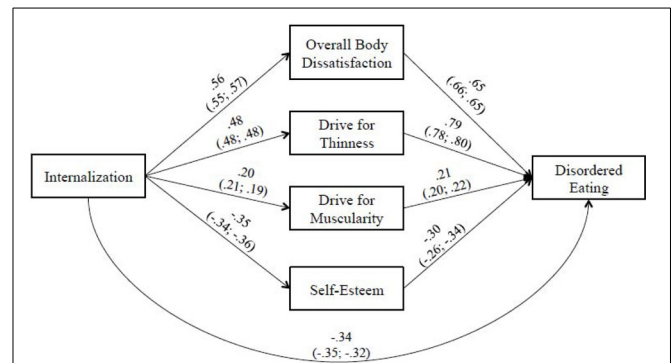 Overall Body
Dissatisfaction
.56
(.55; .57)
.65
(.66; .65)
.48
(.48; .48)
Drive for
Thinness
.79
(.78; .80)
Internalization
.20
(.21; .19)
Drive for
Muscularity
.21
(.20; .22)
Disordered
Eating
-.35
(-.34; -.36)
Self-Esteem
-.30
(-.26; -.34)
-.34
(-.35; -.32)